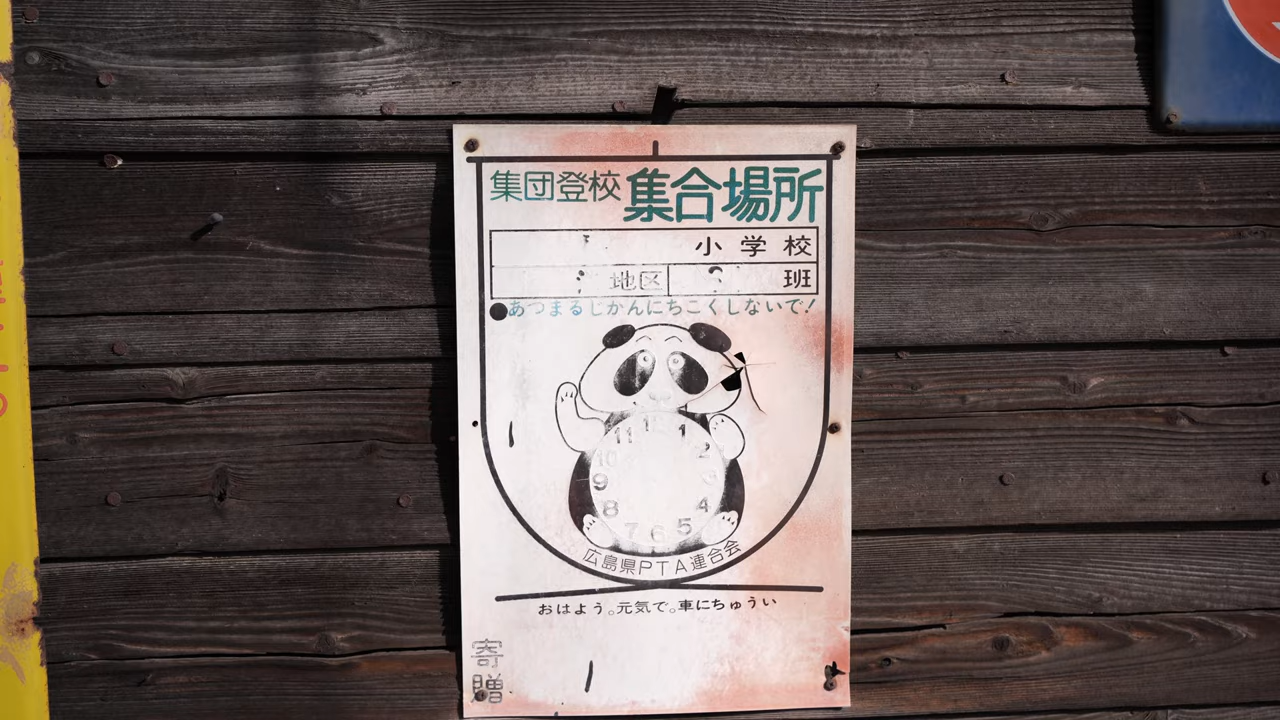 集団登校 集合場所
小学校
地区 班
●あつまるじかんにちこくしないで!
11 12 1
10 2
9 3
8 4
7 6 5
広島県PTA連合会
おはよう。元気で。車にちゅうい
寄贈